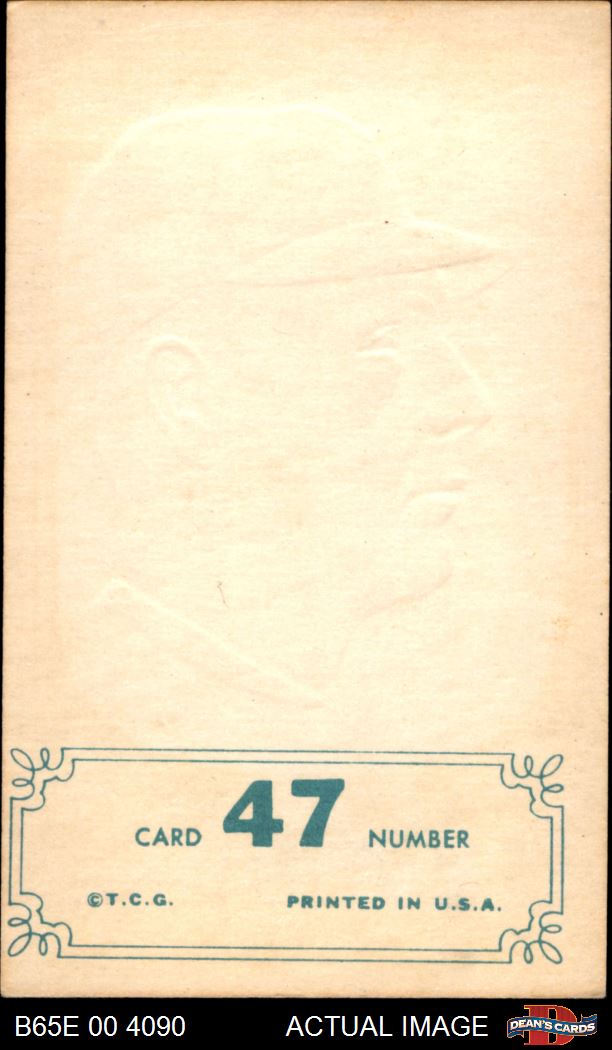 CARD 47 NUMBER
©T.C.G. PRINTED IN U.S.A.
B65E 00 4090 ACTUAL IMAGE D DEAN'S CARDS